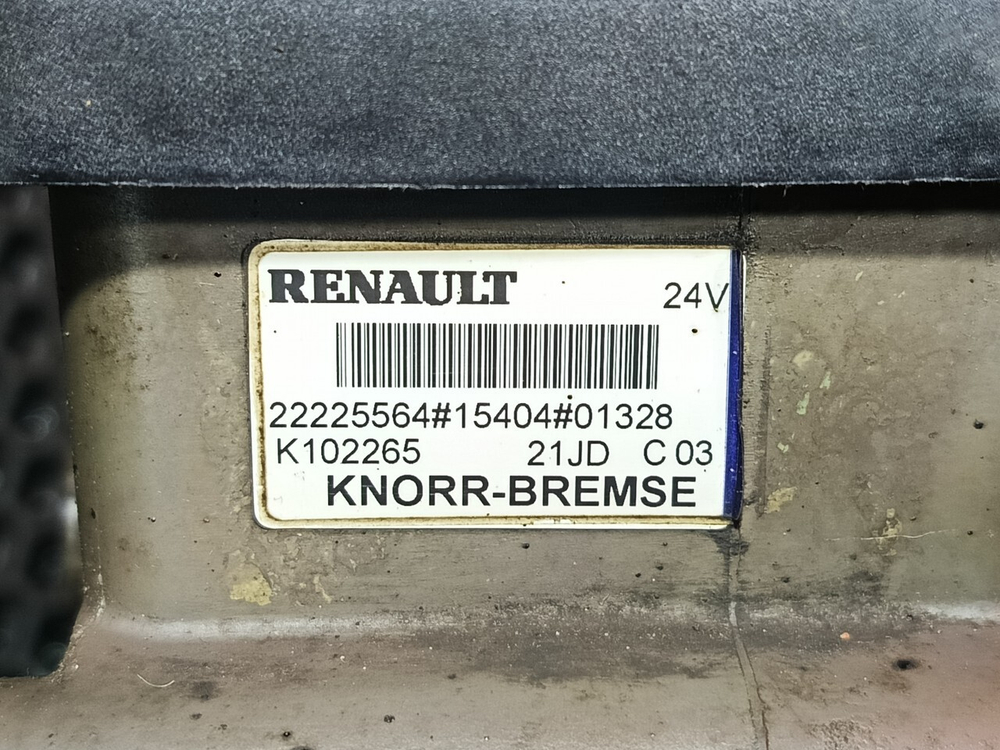 RENAULT 24V
22225564#15404#01328
K102265 21JD C 03
KNORR-BREMSE